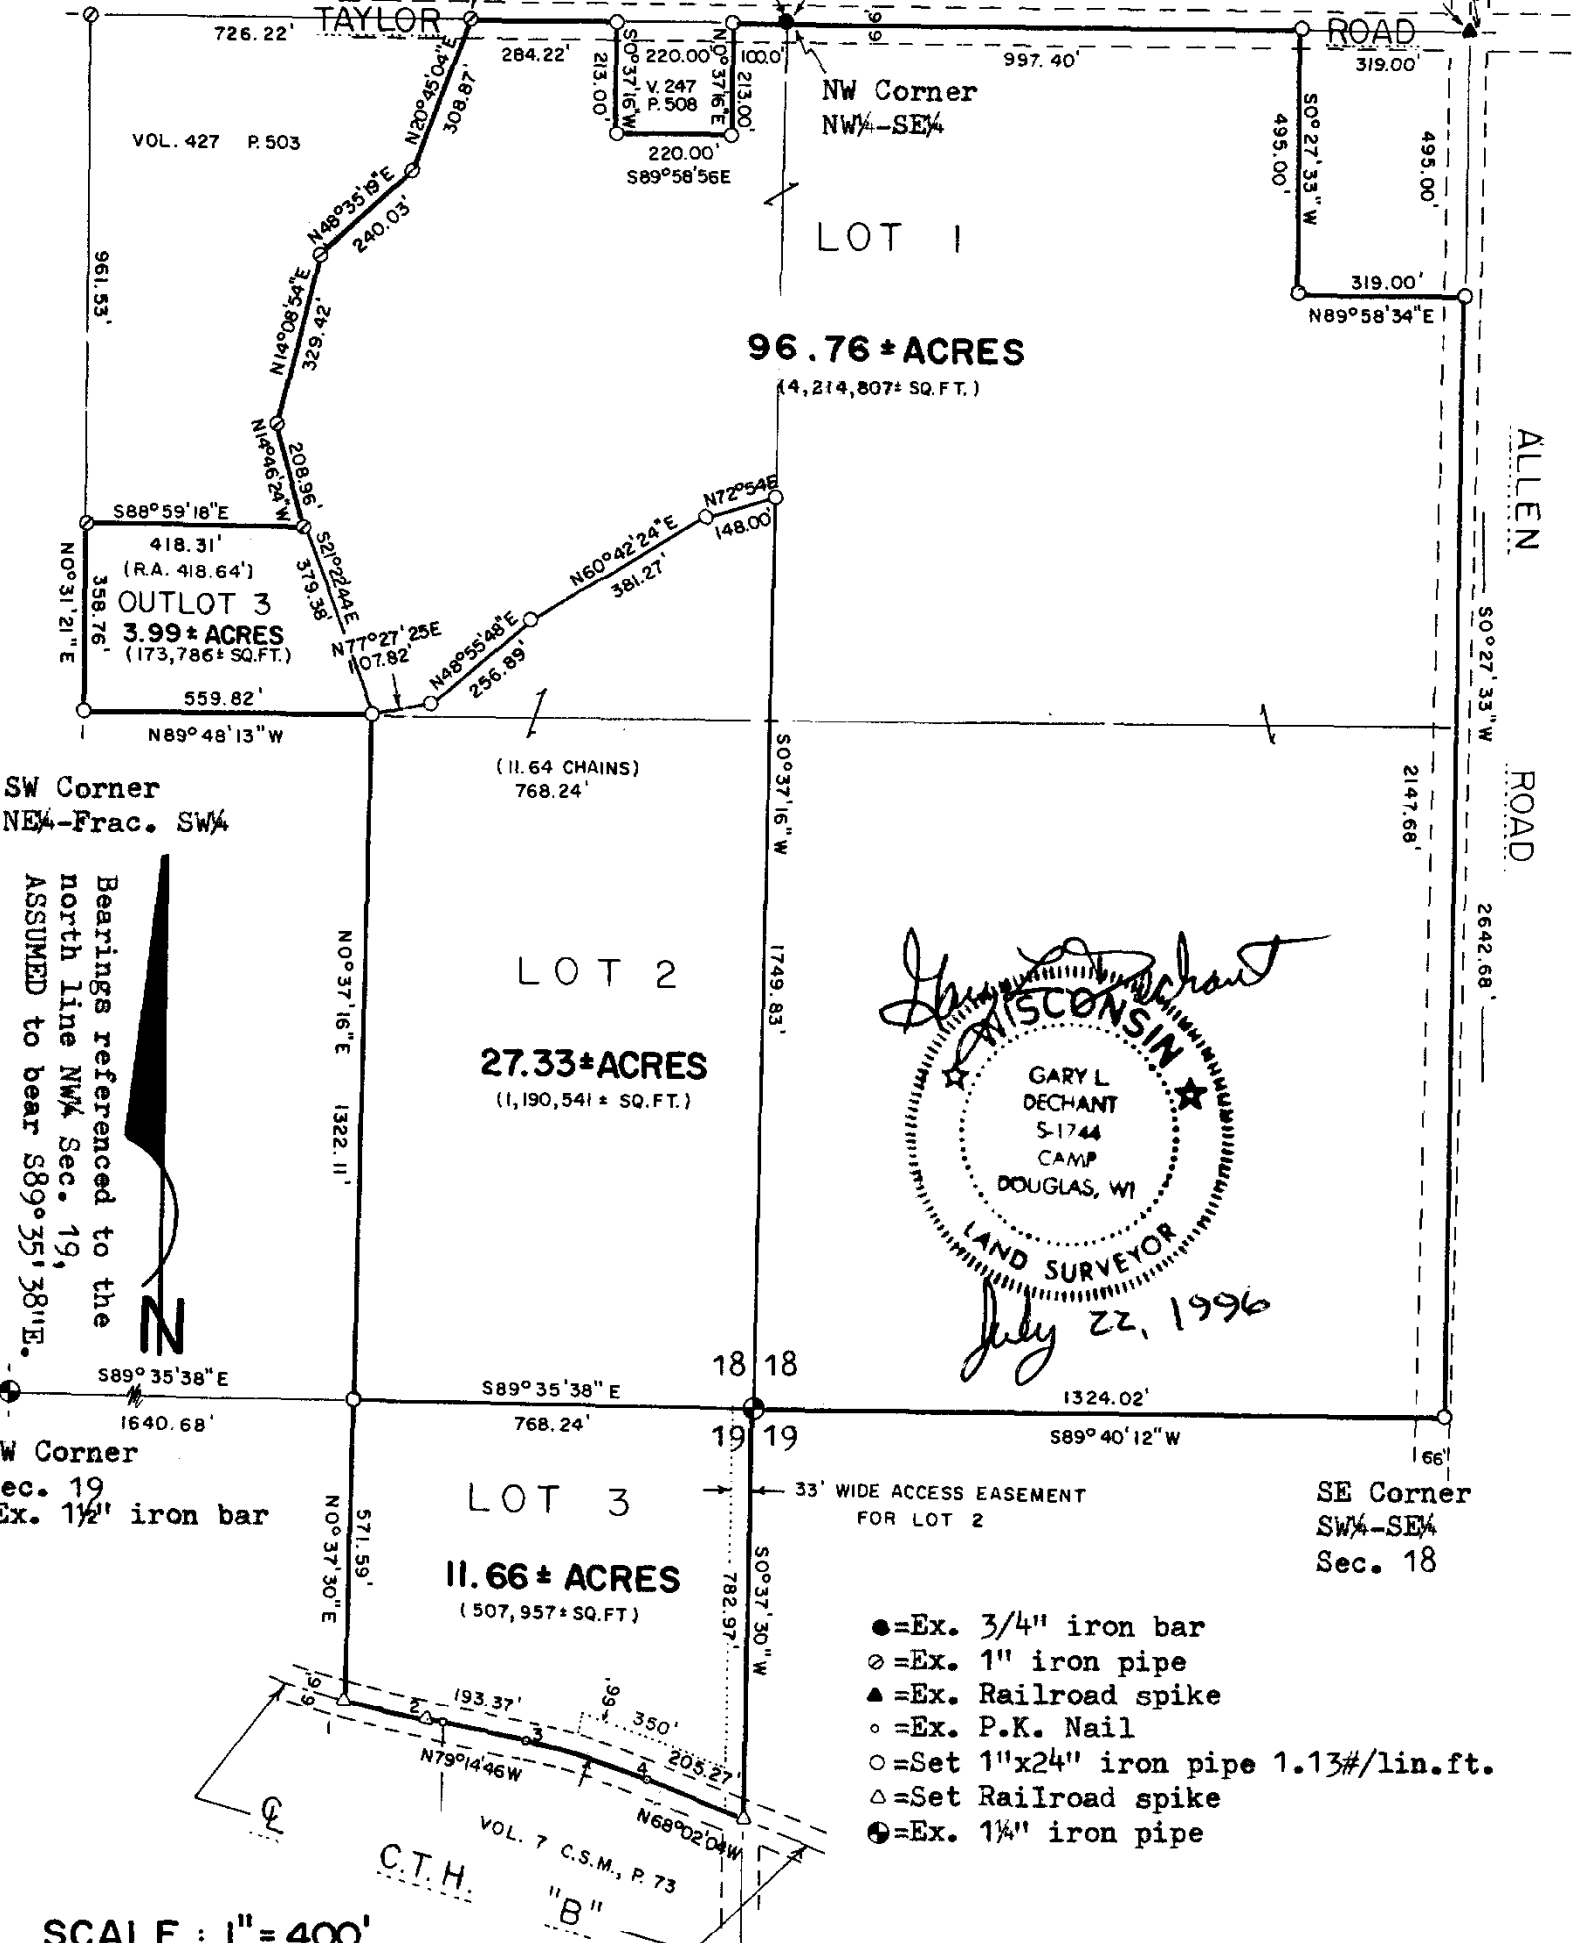 TAYLOR
ROAD
726.22'
284.22'
220.00'
100.0'
997.40'
319.00'
66'
N20°45'04"E
308.87'
S0°37'16"W
213.00'
V. 247
P. 508
N0°37'16"E
213.00'
220.00'
S89°58'56E
NW Corner
NW¼-SE¼
VOL. 427 P. 503
S0°27'33"W
495.00'
495.00'
N48°35'19"E
240.03'
LOT 1
961.53'
N14°08'54"E
329.42'
319.00'
N89°58'34"E
96.76± ACRES
(4,214,807± SQ.FT.)
N14°46'24"W
208.96'
ALLEN
ROAD
N72°54E
148.00'
S88°59'18"E
418.31'
(R.A. 418.64')
OUTLOT 3
3.99± ACRES
(173,786± SQ.FT.)
N0°31'21"E
358.76'
S21°22'44E
379.38'
N60°42'24"E
381.27'
N77°27'25E
107.82'
N48°55'48"E
256.89'
559.82'
N89°48'13"W
S0°27'33"W
2642.68'
2147.68'
(11.64 CHAINS)
768.24'
SW Corner
NE¼-Frac. SW¼
S0°37'16"W
1749.83'
Bearings referenced to the
north line NW¼ Sec. 19,
ASSUMED to bear S89°35'38"E.
N
N0°37'16"E 1322.11'
LOT 2
27.33± ACRES
(1,190,541± SQ.FT.)
Gary L Dechant
WISCONSIN
GARY L
DECHANT
S-1744
CAMP
DOUGLAS, WI
LAND SURVEYOR
July 22, 1996
18 18
19 19
S89°35'38"E
1640.68'
S89°35'38"E
768.24'
1324.02'
S89°40'12"W
66'
W Corner
ec. 19
Ex. 1½" iron bar
LOT 3
33' WIDE ACCESS EASEMENT
FOR LOT 2
SE Corner
SW¼-SE¼
Sec. 18
N0°37'30"E
571.59'
11.66± ACRES
(507,957± SQ.FT)
782.97'
S0°37'30"W
●=Ex. 3/4" iron bar
⊘=Ex. 1" iron pipe
▲=Ex. Railroad spike
○=Ex. P.K. Nail
○=Set 1"x24" iron pipe 1.13#/lin.ft.
△=Set Railroad spike
=Ex. 1¼" iron pipe
66'
2
193.37'
3
66'
350'
4
205.27'
N79°14'46W
N68°02'04W
VOL. 7 C.S.M., P. 73
C.T.H.
"B"
SCALE : 1"=400'